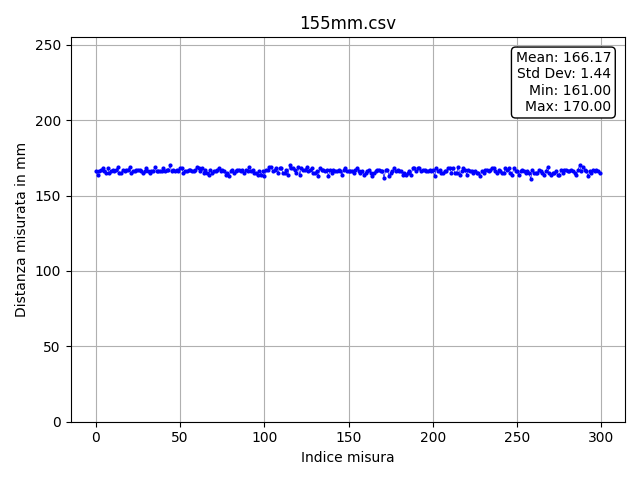 155mm.csv
Mean: 166.17
Std Dev: 1.44
Min: 161.00
Max: 170.00
Distanza misurata in mm
250
200
150
100
50
0
0 50 100 150 200 250 300
Indice misura